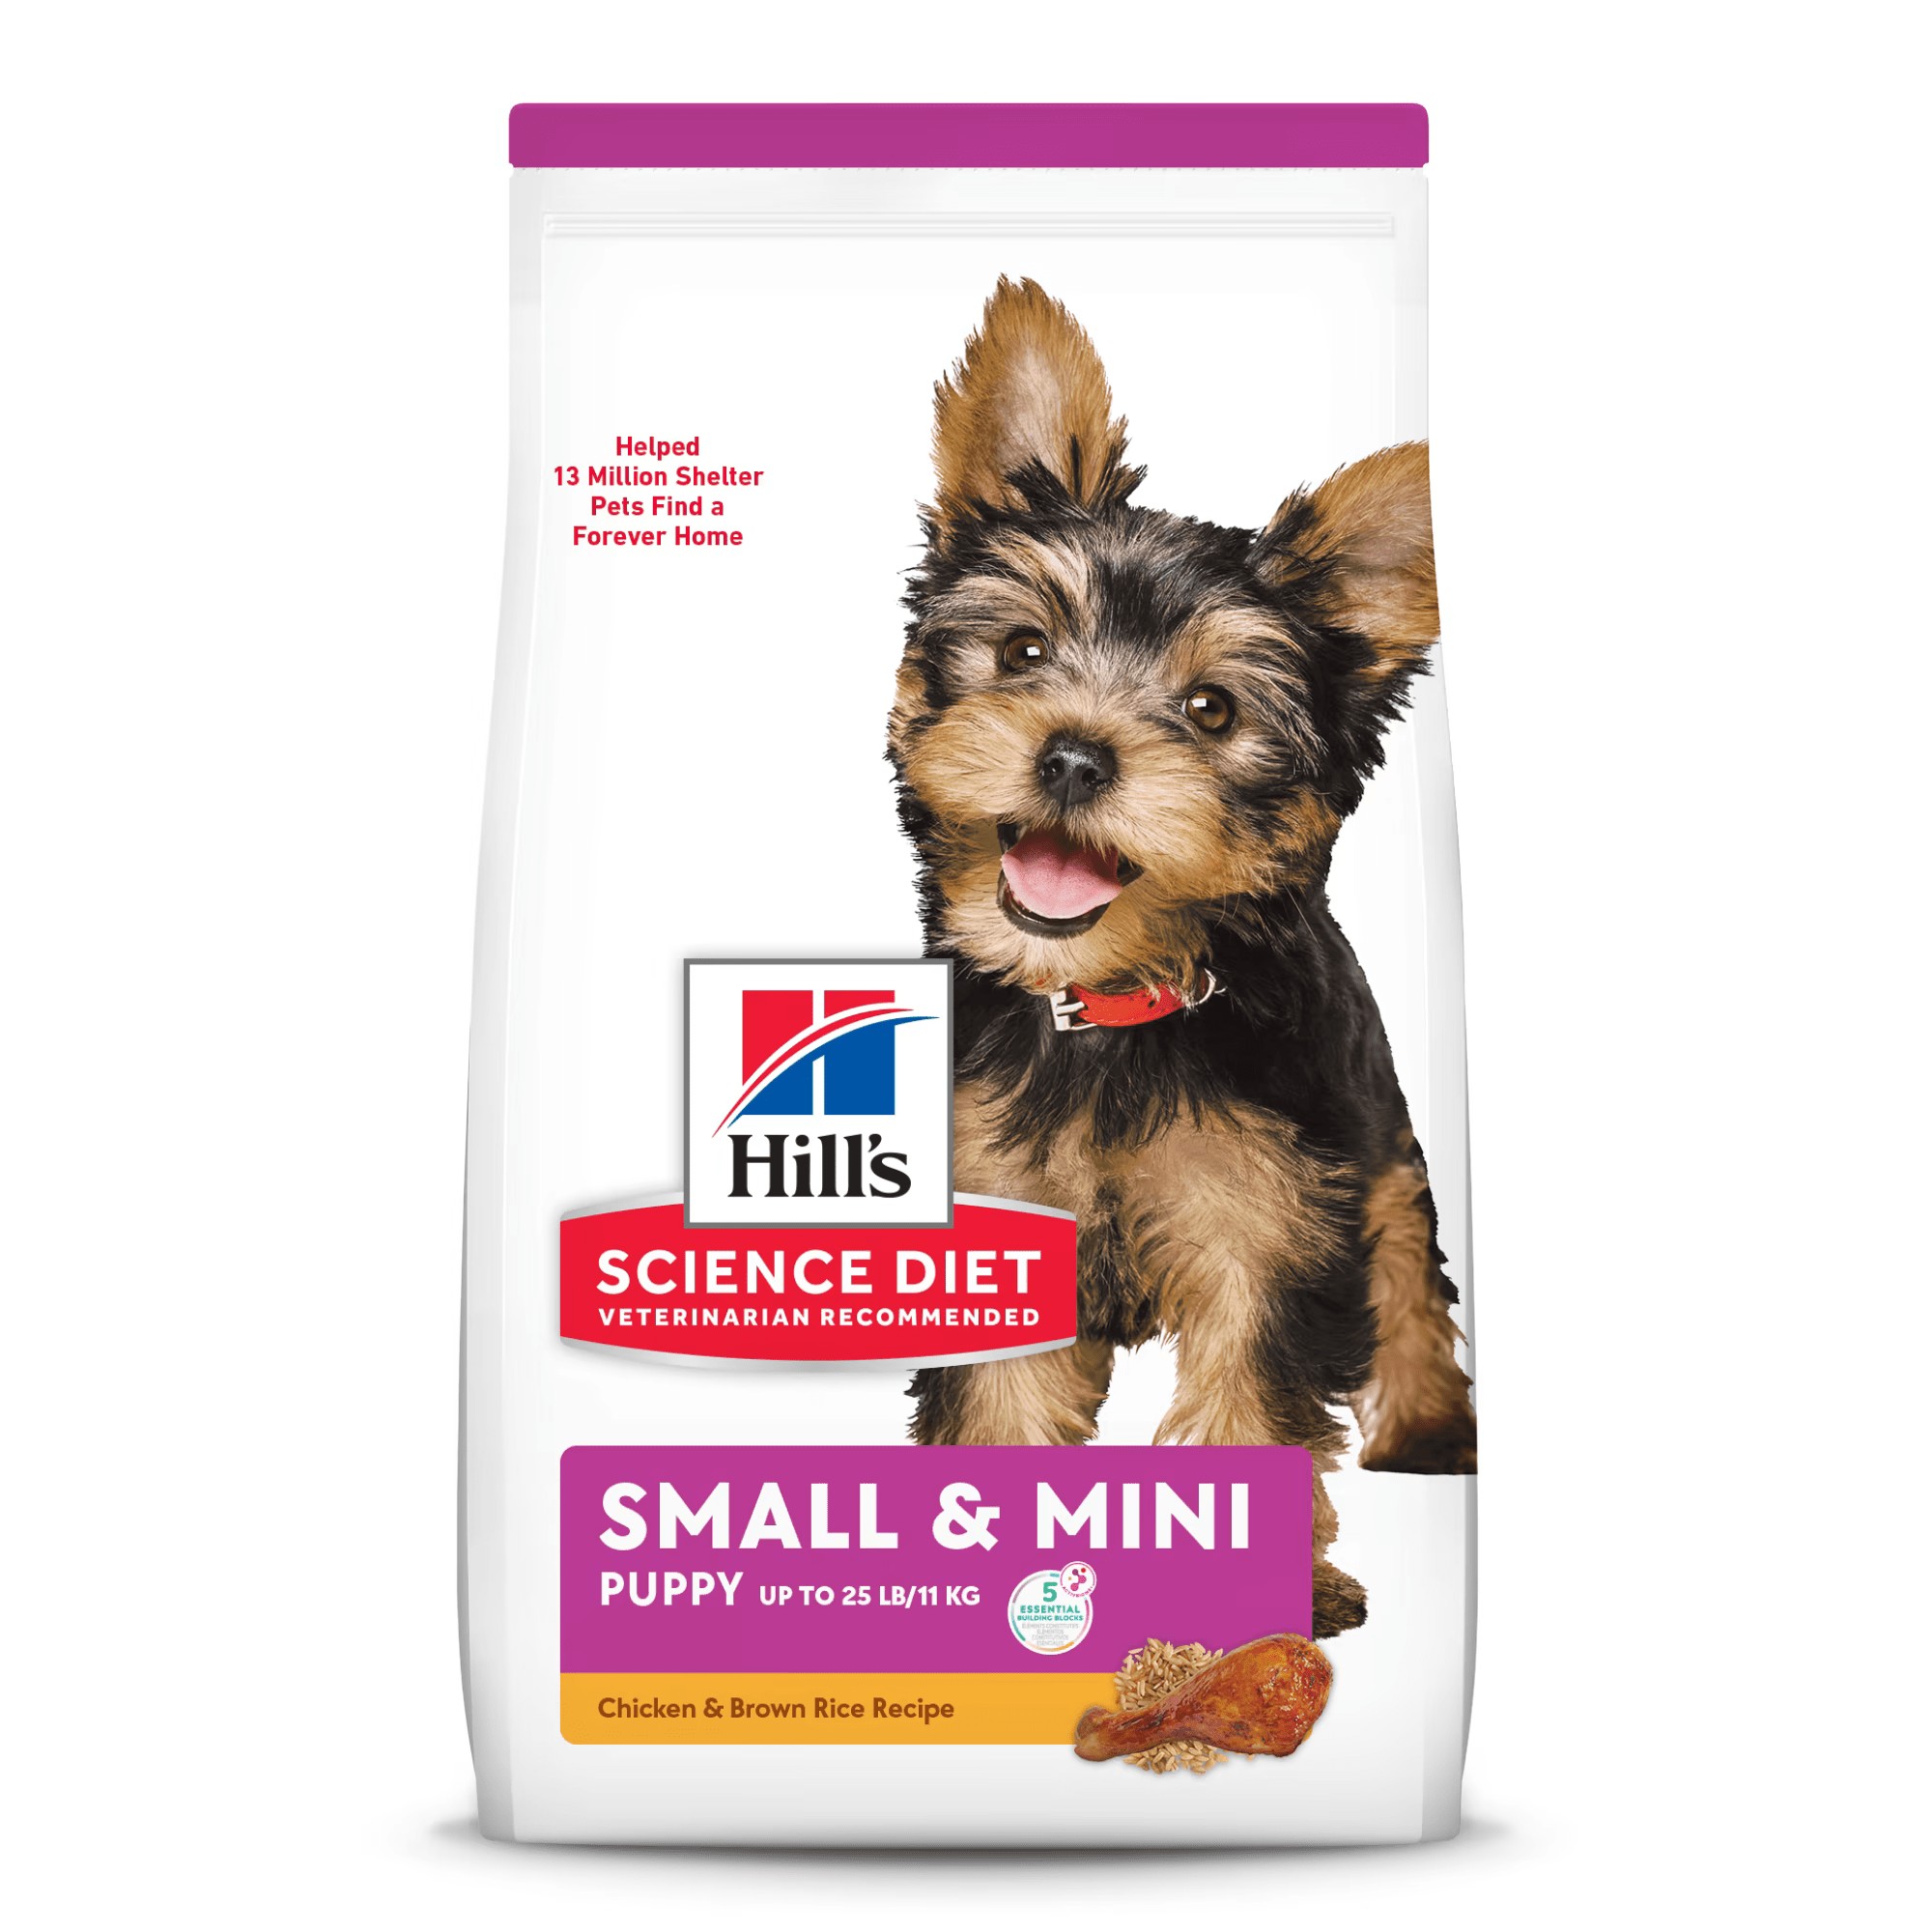 Helped
13 Million Shelter
Pets Find a
Forever Home
Hill's
SCIENCE DIET
VETERINARIAN RECOMMENDED
SMALL & MINI
PUPPY UP TO 25 LB/11 KG
5
ESSENTIAL
BUILDING BLOCKS
Chicken & Brown Rice Recipe